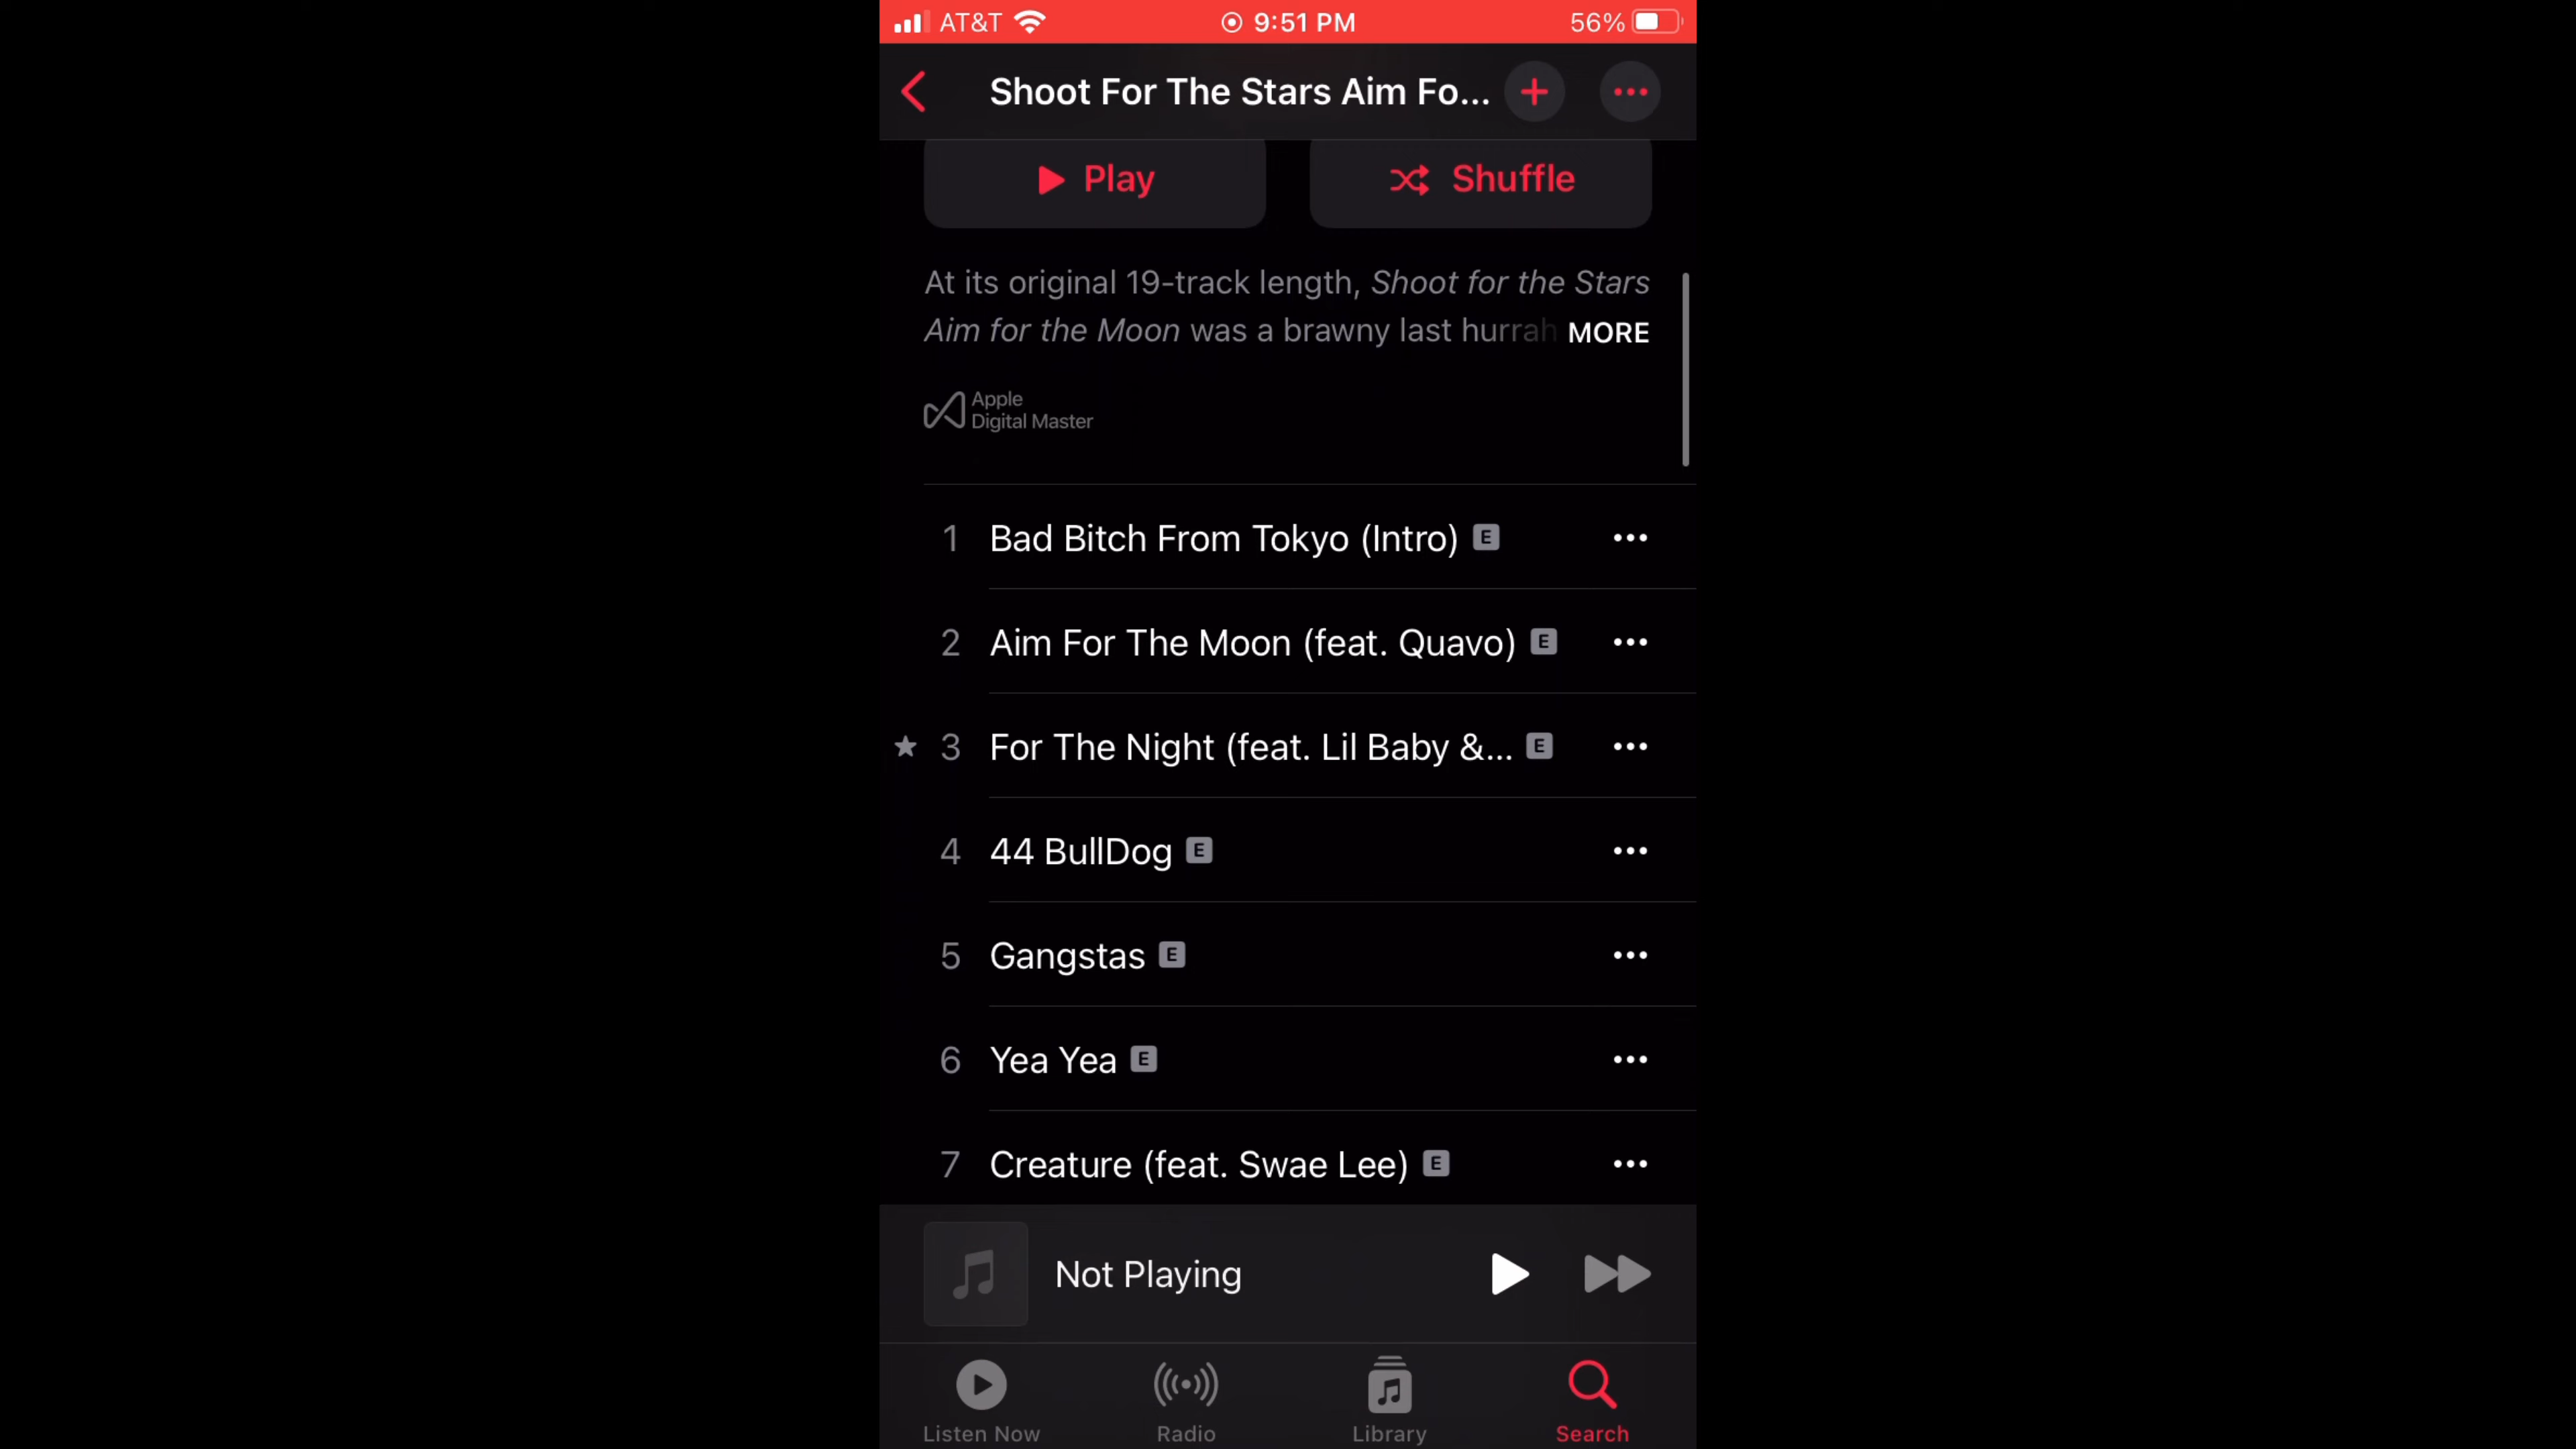 AT&T 9:51 PM 56%
Shoot For The Stars Aim Fo...
Play Shuffle
At its original 19-track length, Shoot for the Stars
Aim for the Moon was a brawny last hurrah MORE
Apple
Digital Master
1 Bad Bitch From Tokyo (Intro) E
2 Aim For The Moon (feat. Quavo) E
3 For The Night (feat. Lil Baby &... E
4 44 BullDog E
5 Gangstas E
6 Yea Yea E
7 Creature (feat. Swae Lee) E
Not Playing
Listen Now Radio Library Search